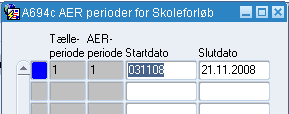 A694c AER perioder for Skoleforløb
Tælle- AER-
periode periode Startdato Slutdato
1 1 031108 21.11.2008